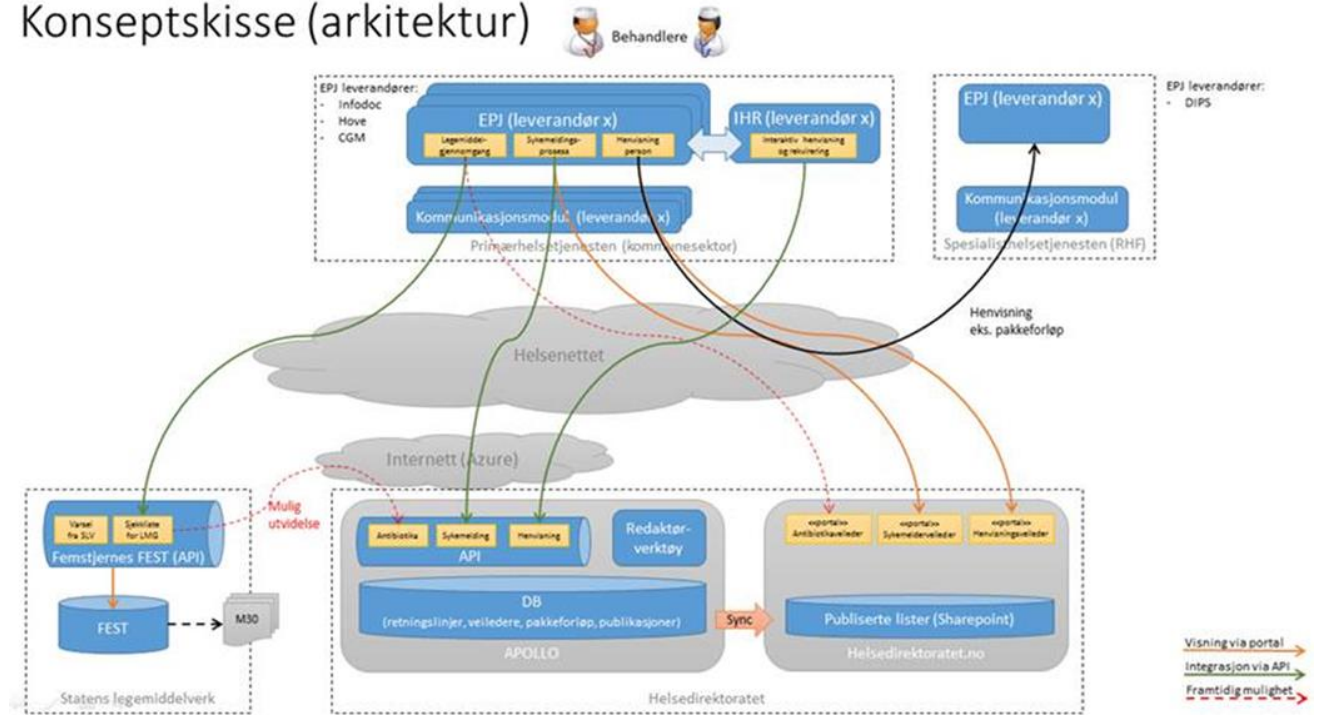 Konseptskisse (arkitektur)
Behandlere
EPJ leverandører:
- Infodoc
- Hove
- CGM
EPJ (leverandør x)
Legemiddel-
gjennomgang
Sykemeldings-
prosess
Henvisning
person
IHR (leverandør x)
Interaktiv henvisning
og rekvirering
Kommunikasjonsmodul (leverandør x)
Primærhelsetjenesten (kommunesektor)
EPJ (leverandør x)
Kommunikasjonsmodul
(leverandør x)
Spesialisthelsetjenesten (RHF)
EPJ leverandører:
- DIPS
Henvisning
eks. pakkeforløp
Helsenettet
Internett (Azure)
Mulig
utvidelse
Varsel
fra SLV
Sjekkliste
for LMG
Femstjernes FEST (API)
FEST
M30
Statens legemiddelverk
Antibiotika
Sykemelding
Henvisning
API
Redaktør-
verktøy
DB
(retningslinjer, veiledere, pakkeforløp, publikasjoner)
APOLLO
Sync
«portal»
Antibiotikaveileder
«portal»
Sykemelderveileder
«portal»
Henvisningsveileder
Publiserte lister (Sharepoint)
Helsedirektoratet.no
Helsedirektoratet
Visning via portal
Integrasjon via API
Framtidig mulighet